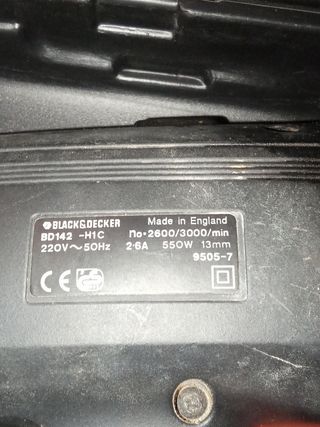 BLACK&DECKER Made in England
BD142 -H1C no·2600/3000/min
220V~50Hz 2·6A 550W 13mm
9505-7
CE